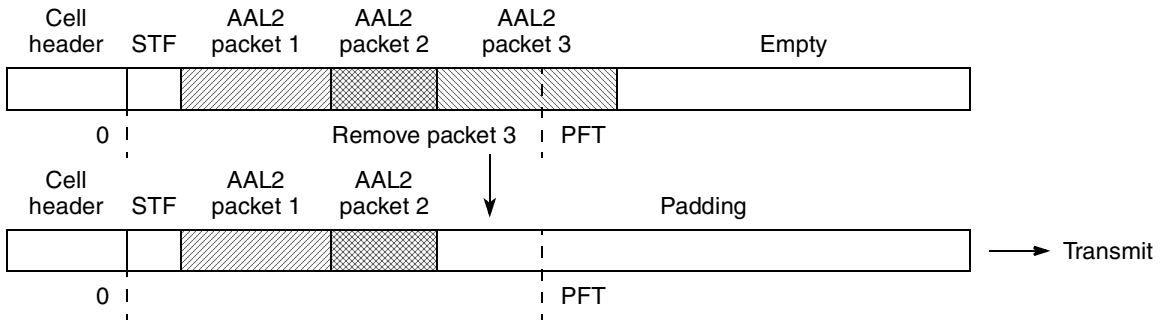 Cell header
STF
AAL2 packet 1
AAL2 packet 2
AAL2 packet 3
Empty
0
Remove packet 3
PFT
Cell header
STF
AAL2 packet 1
AAL2 packet 2
Padding
Transmit
0
PFT